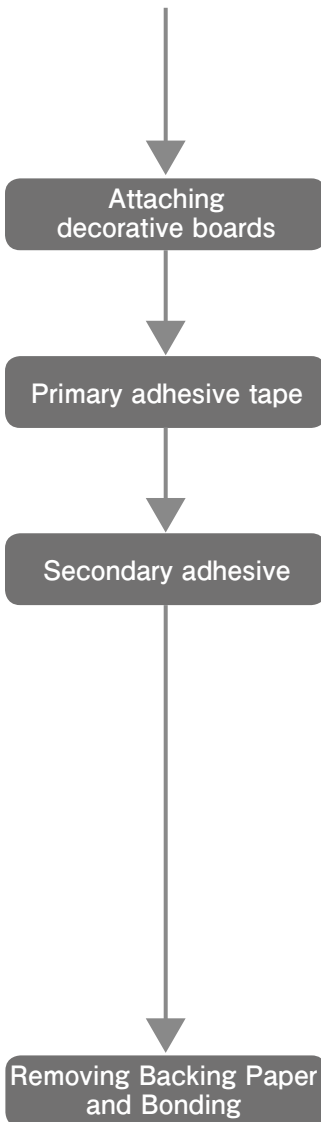 Attaching
decorative boards
Primary adhesive tape
Secondary adhesive
Removing Backing Paper
and Bonding